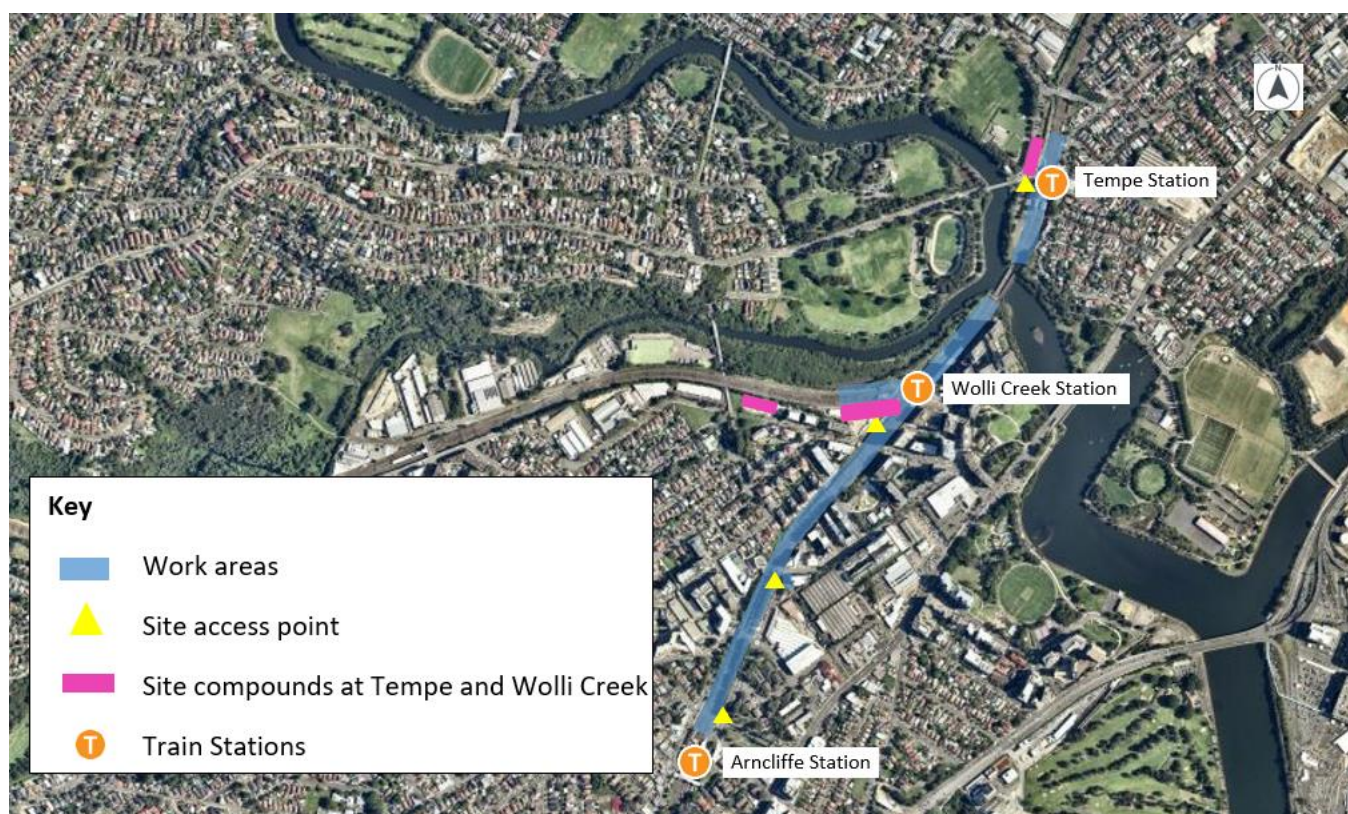 N
Tempe Station
Wolli Creek Station
Key
Work areas
Site access point
Site compounds at Tempe and Wolli Creek
Train Stations
Arncliffe Station
T
T
T
T